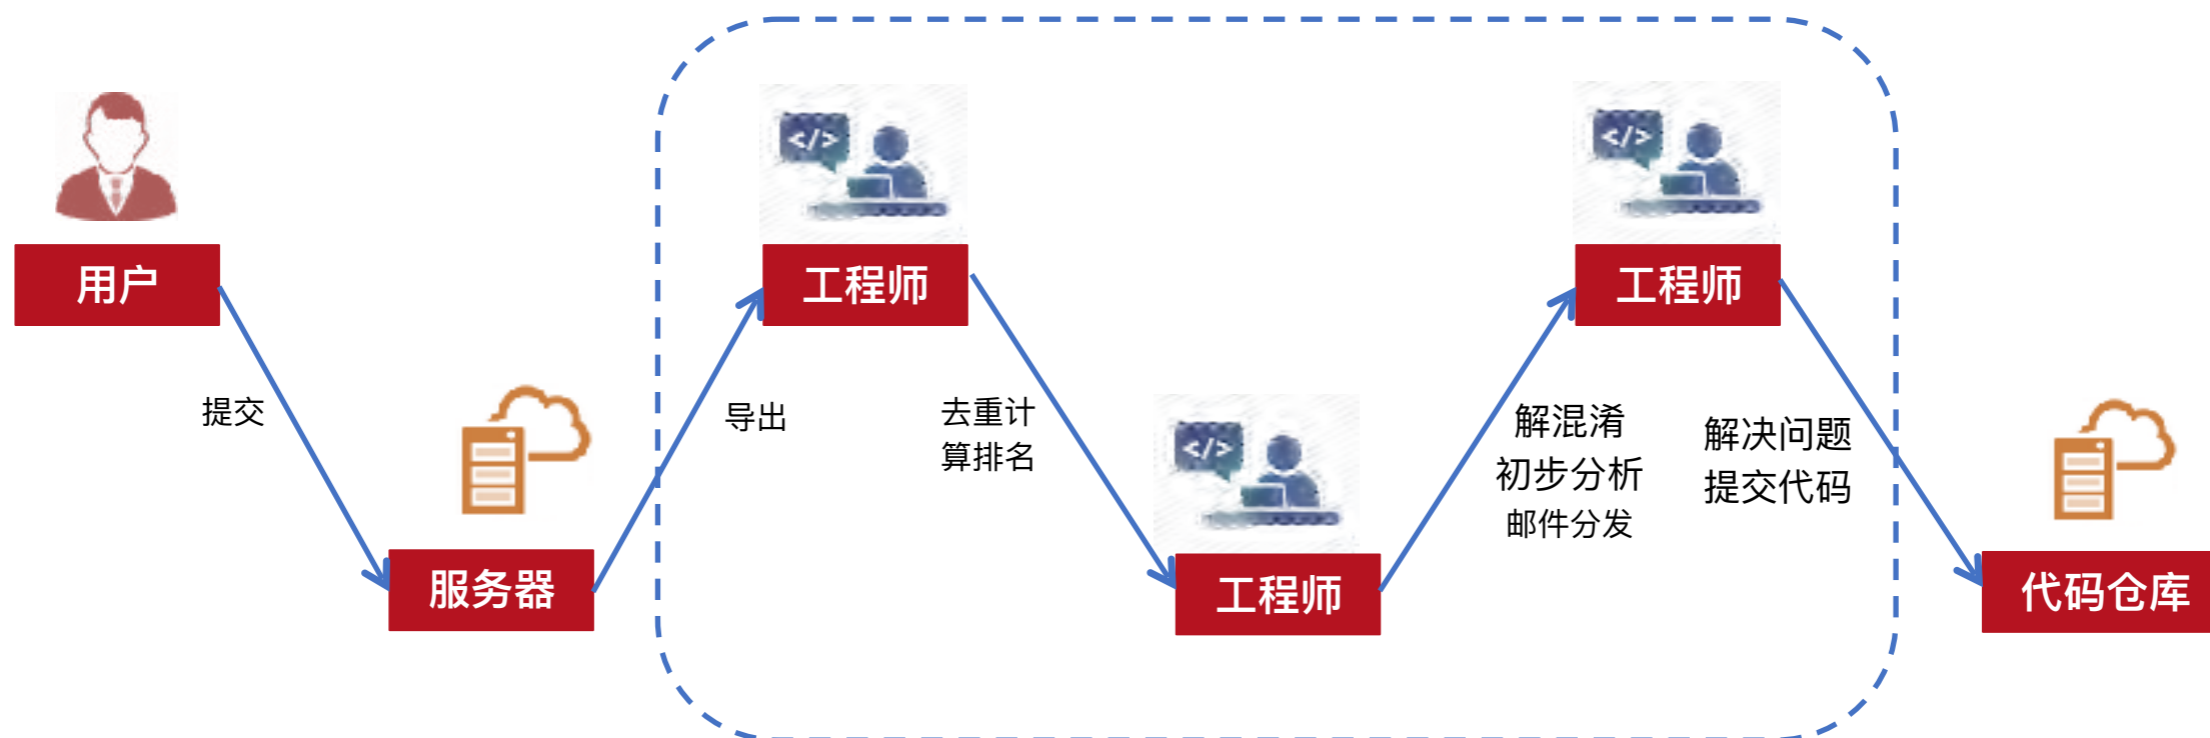 用户
提交
服务器
导出
工程师
去重计
算排名
工程师
解混淆
初步分析
邮件分发
工程师
解决问题
提交代码
代码仓库